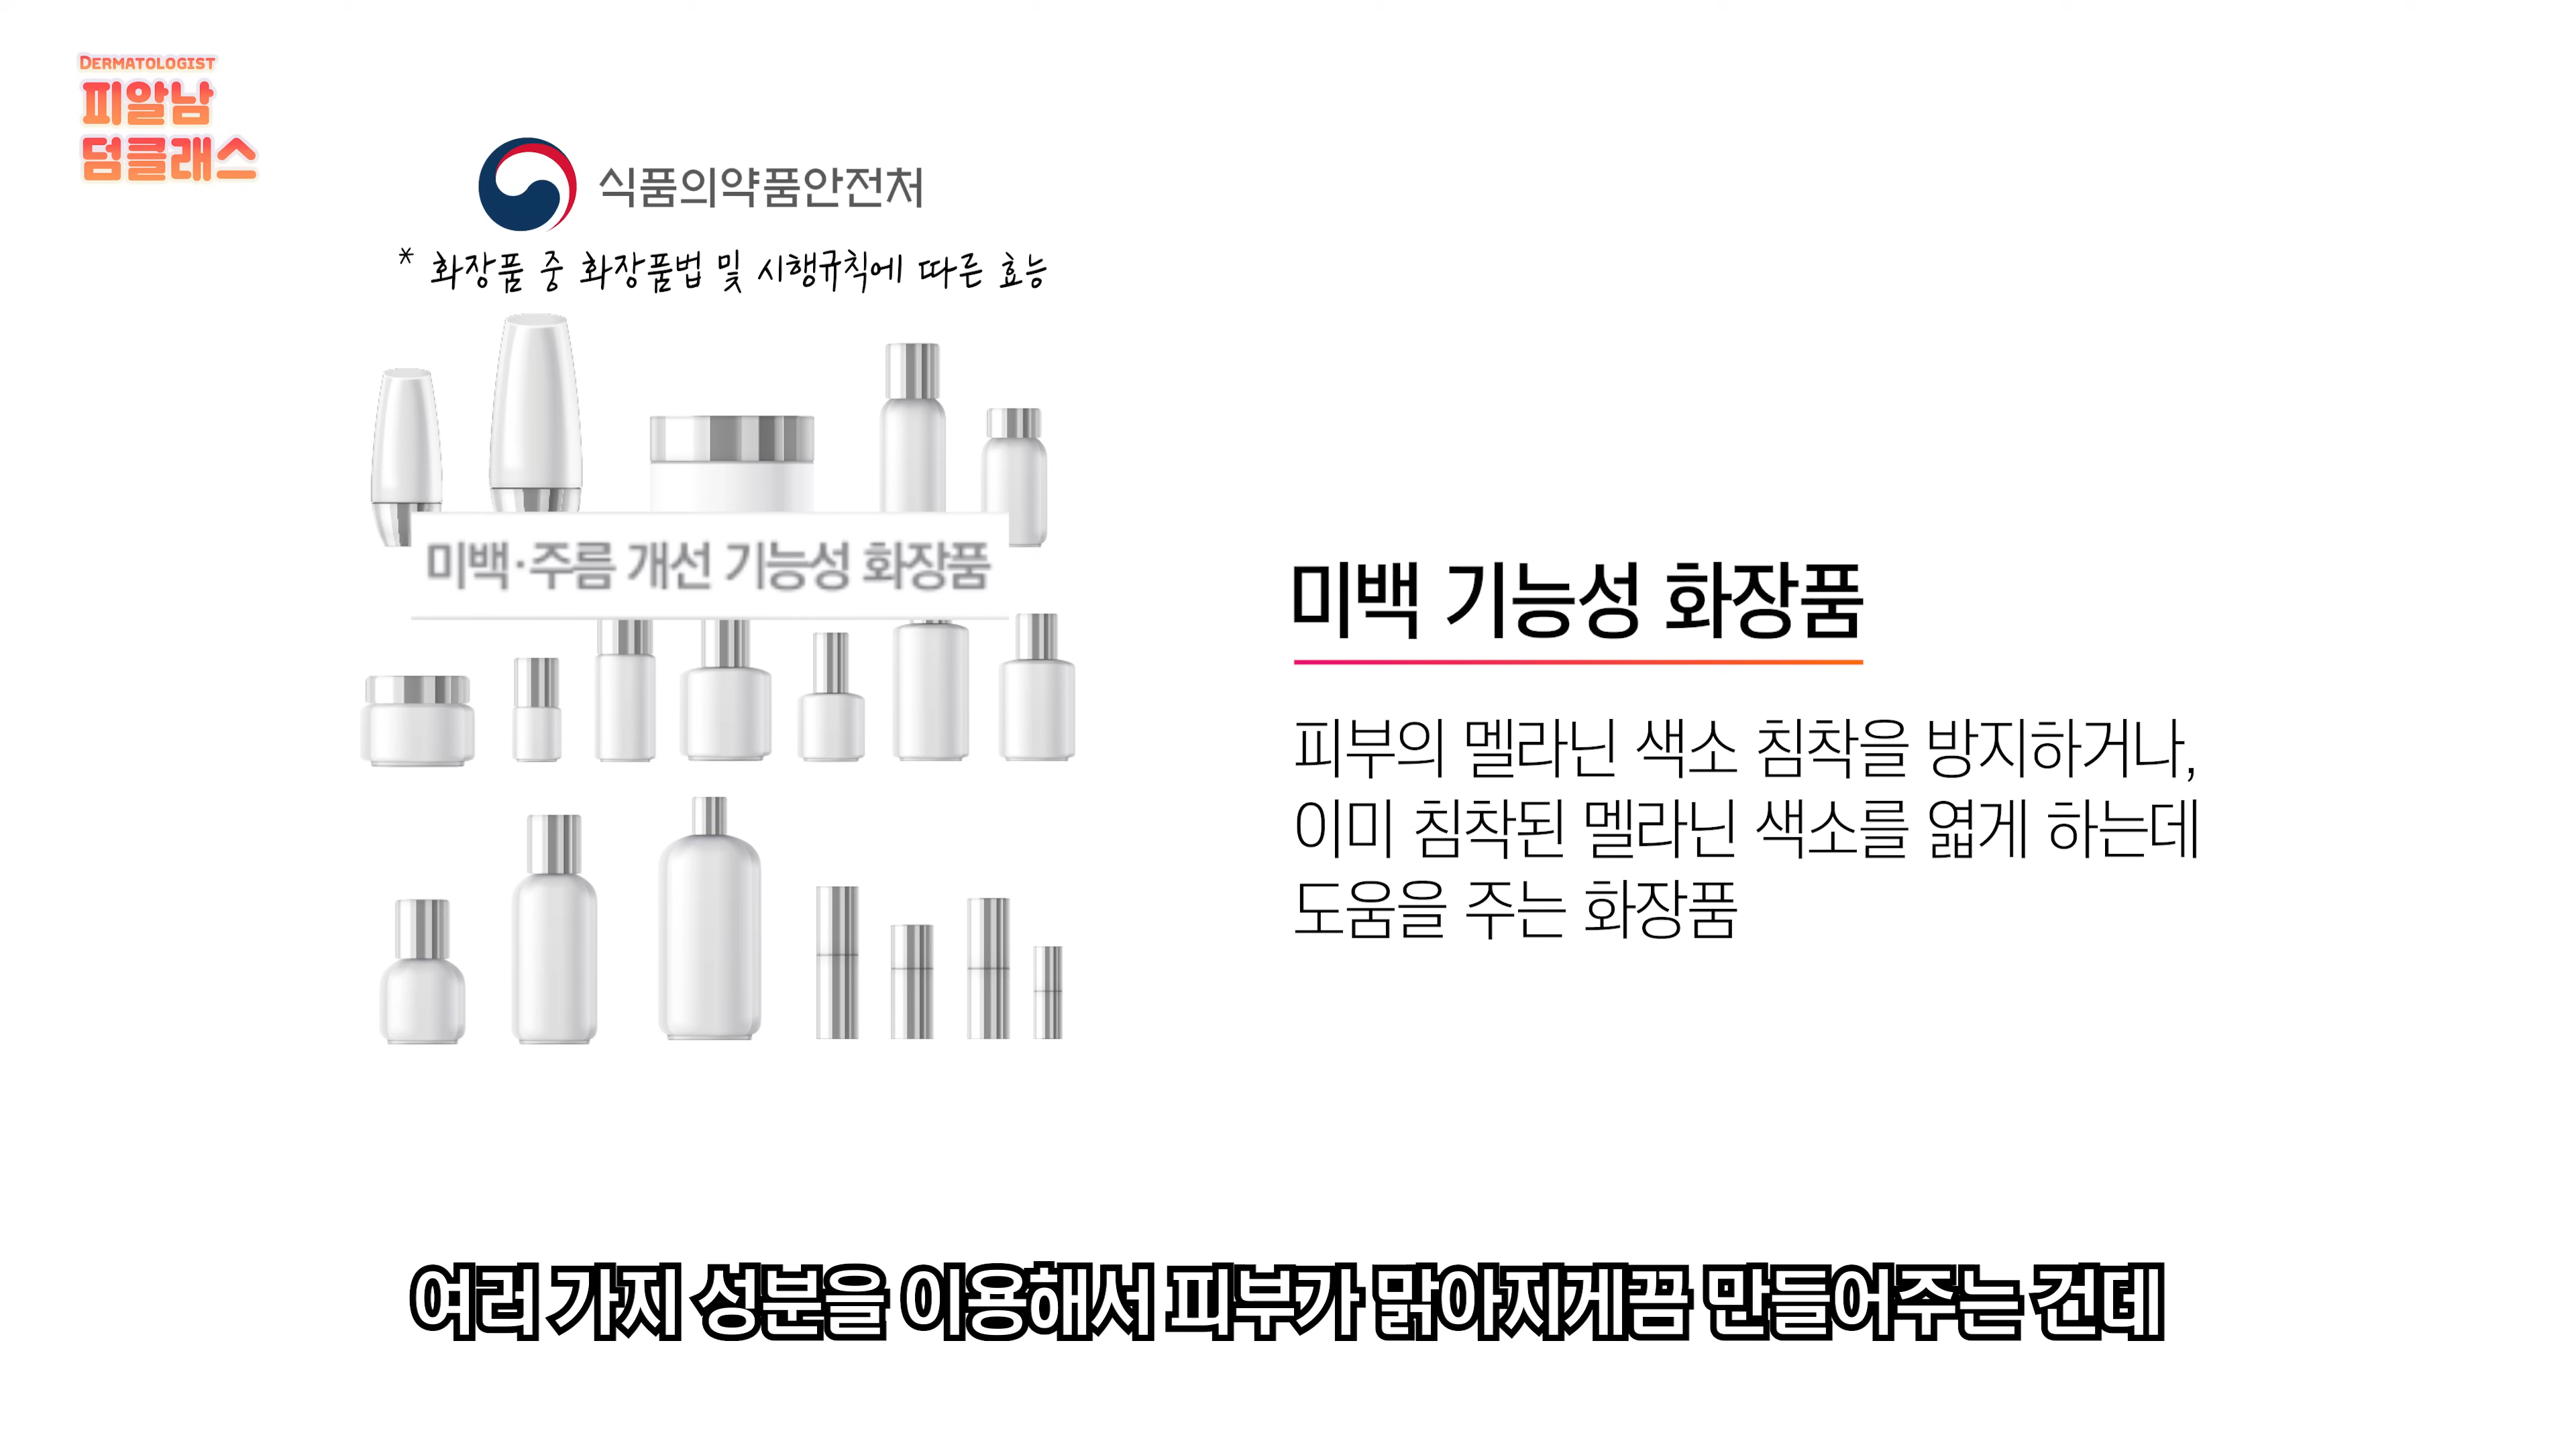 DERMATOLOGIST
피알남
덤클래스
식품의약품안전처
* 화장품 중 화장품법 및 시행규칙에 따른 효능
미백·주름 개선 기능성 화장품
미백 기능성 화장품
피부의 멜라닌 색소 침착을 방지하거나,
이미 침착된 멜라닌 색소를 엷게 하는데
도움을 주는 화장품
여러 가지 성분을 이용해서 피부가 맑아지게끔 만들어주는 건데